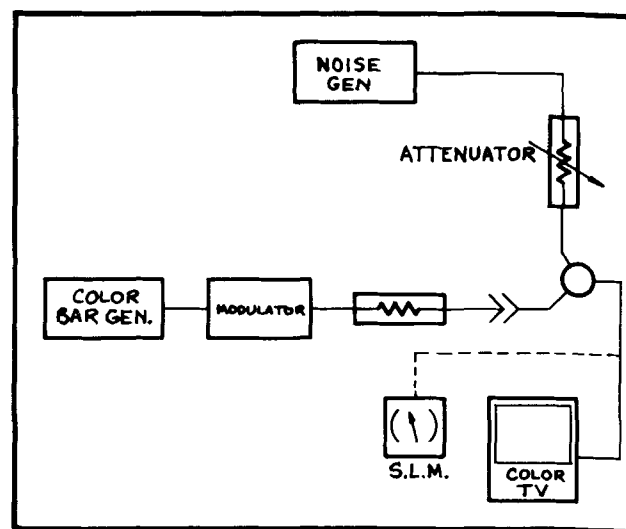 NOISE
GEN
ATTENUATOR
COLOR
BAR GEN.
MODULATOR
S.L.M.
COLOR
TV